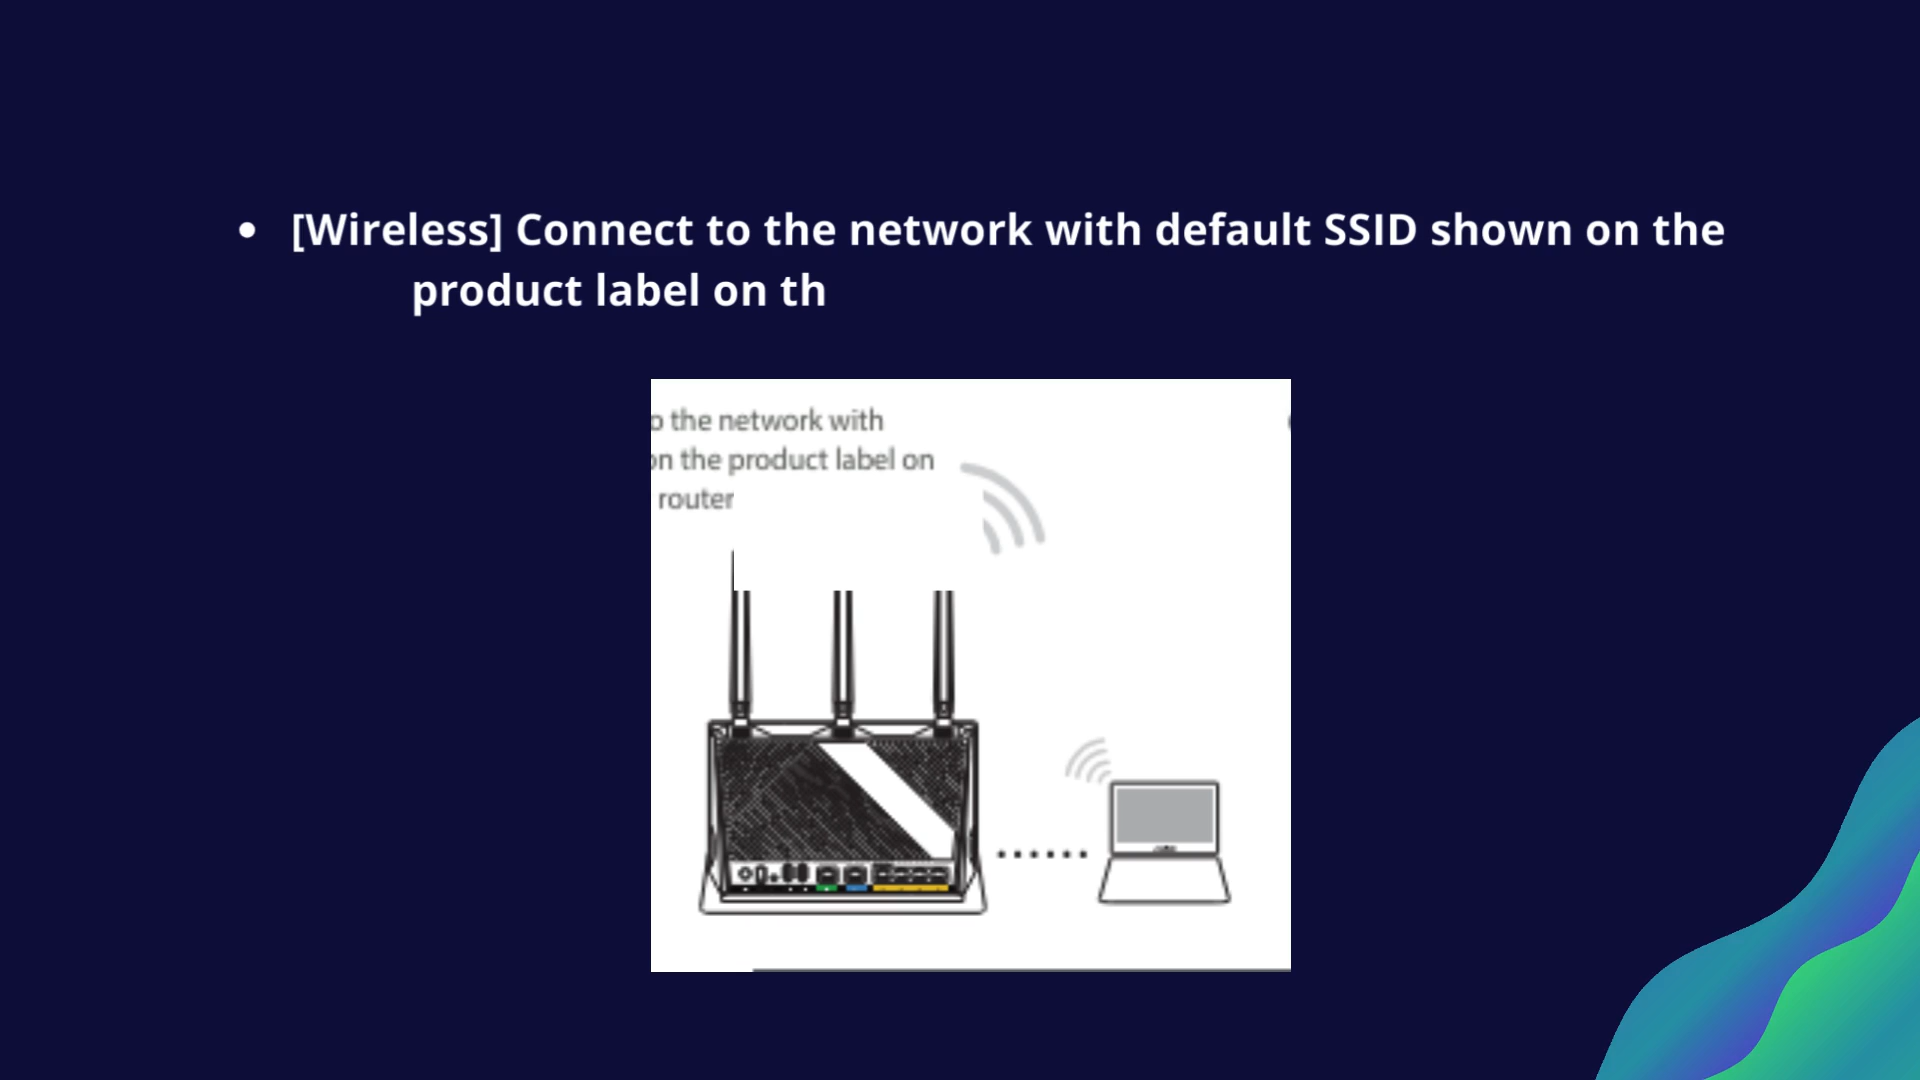 [Wireless] Connect to the network with default SSID shown on the
product label on th
o the network with
on the product label on
router